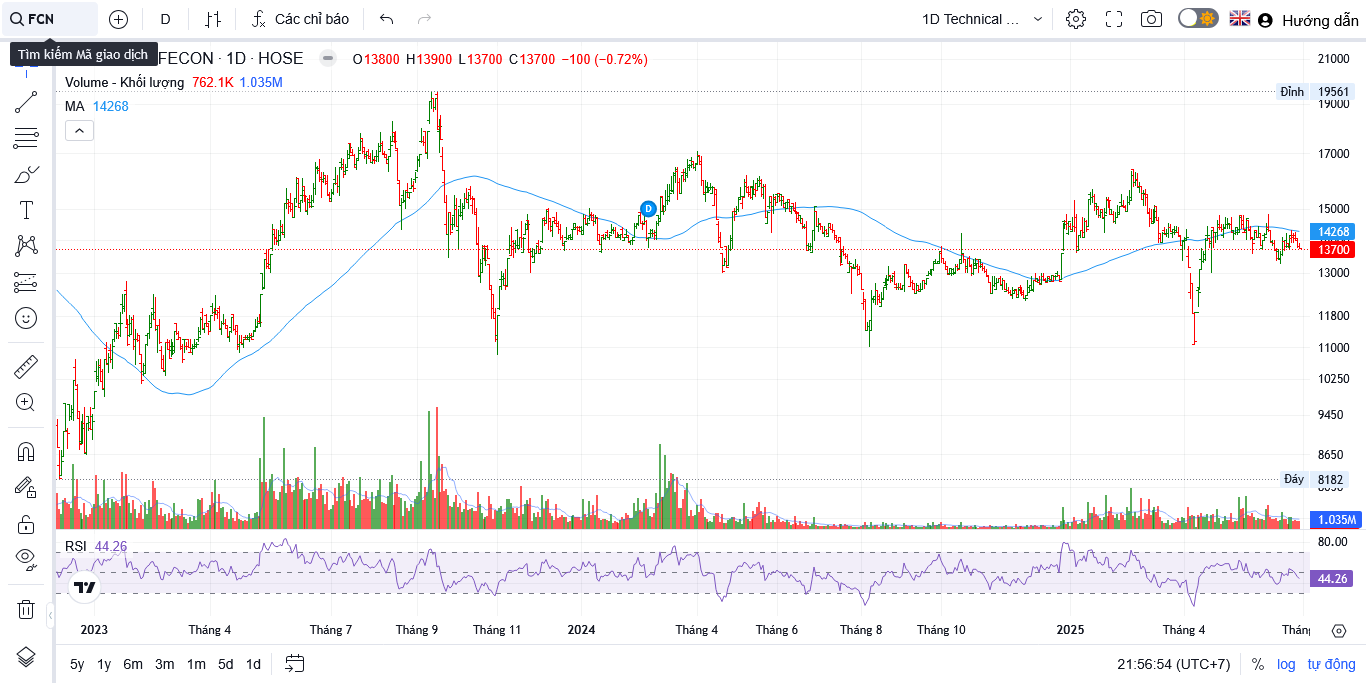 FCN D Các chỉ báo 1D Technical ... Hướng dẫn
Tìm kiếm Mã giao dịch
FECON · 1D · HOSE O13800 H13900 L13700 C13700 −100 (−0.72%)
Volume - Khối lượng 762.1K 1.035M
MA 14268
21000
Đỉnh 19561
19000
17000
15000
14268
13700
13000
11800
11000
10250
9450
8650
Đáy 8182
1.035M
RSI 44.26
80.00
44.26
D
2023 Tháng 4 Tháng 7 Tháng 9 Tháng 11 2024 Tháng 4 Tháng 6 Tháng 8 Tháng 10 2025 Tháng 4 Thán
5y 1y 6m 3m 1m 5d 1d 21:56:54 (UTC+7) % log tự động